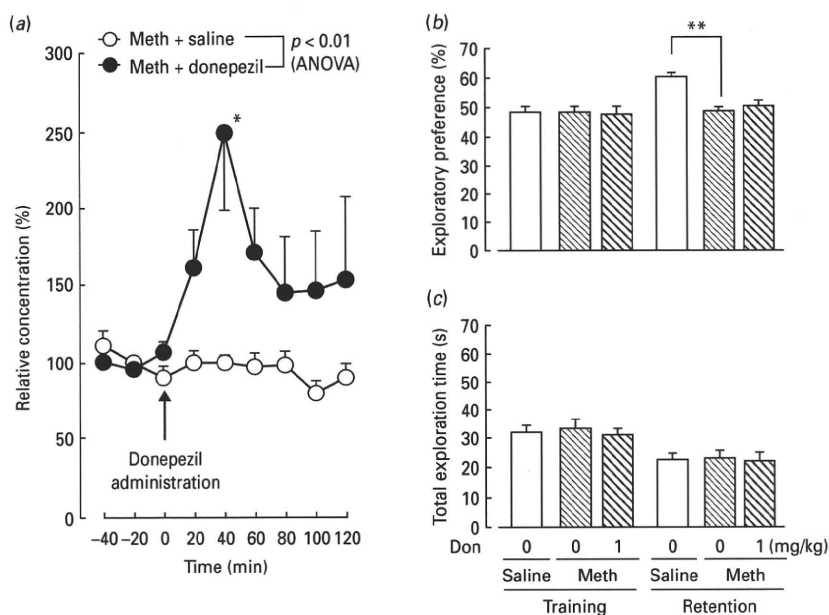 (a)
Meth + saline
Meth + donepezil
p < 0.01
(ANOVA)
*
300
250
200
150
100
50
0
Relative concentration (%)
Donepezil
administration
−40 −20 0 20 40 60 80 100 120
Time (min)
(b)
**
70
60
50
40
30
20
10
0
Exploratory preference (%)
(c)
70
60
50
40
30
20
10
0
Total exploration time (s)
Don 0 0 1 0 0 1 (mg/kg)
Saline Meth Saline Meth
Training Retention